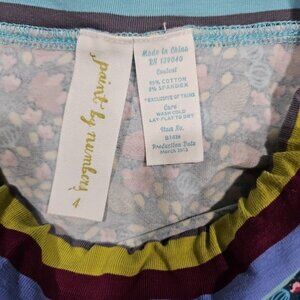 paint by numbers
4
Made in China
RN 139040
Content
95% COTTON
5% SPANDEX
*EXCLUSIVE OF TRIMS
Care
WASH COLD
LAY FLAT TO DRY
Item No.
Production Date
March 2013